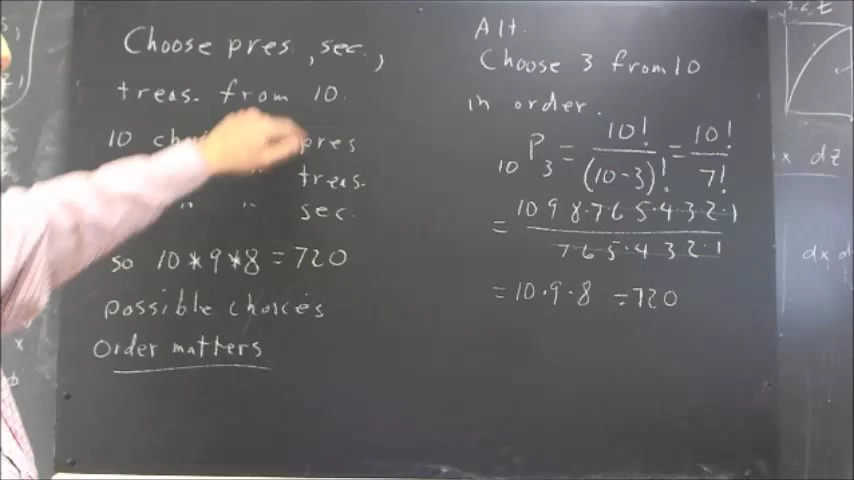 Choose pres., sec.,
treas. from 10.
10 pres
" " treas.
" " sec.
so 10*9*8=720
possible choices
Order matters
Alt.
Choose 3 from 10
in order.
10P3 = 10!/(10-3)! = 10!/7!
= 10 9 8·7 6 5·4 3 2·1 / 7 6 5·4 3 2·1
= 10·9·8 = 720
dx dz